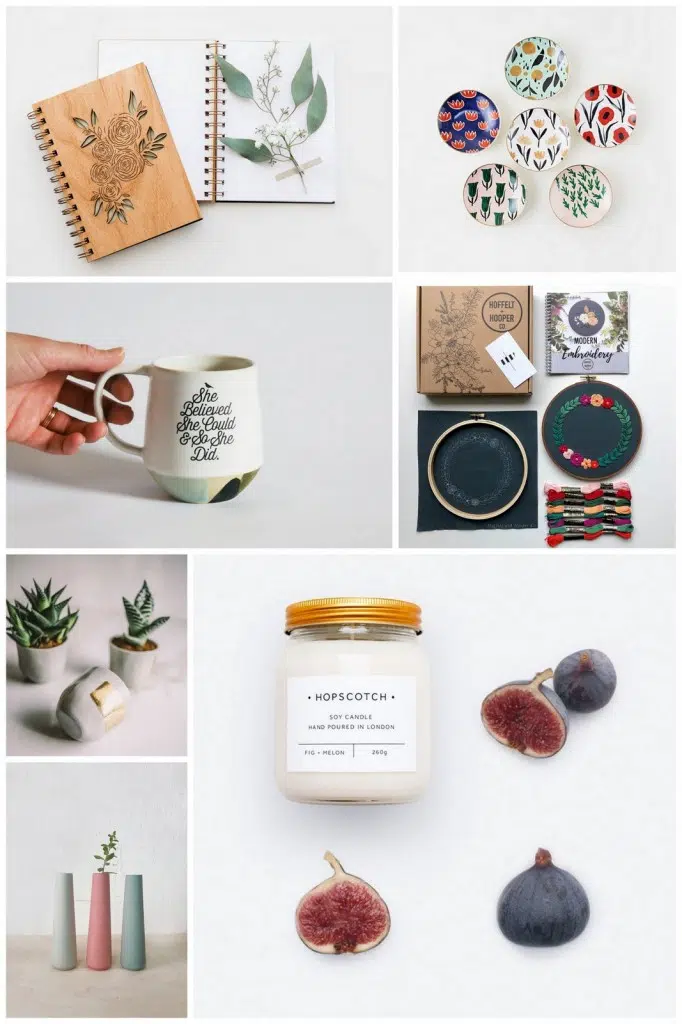 She
Believed
She Could
& So She
Did.
HOFFELT
+
HOOPER
CO.
MODERN
Embroidery
• HOPSCOTCH •
SOY CANDLE
HAND POURED IN LONDON
FIG + MELON
260g